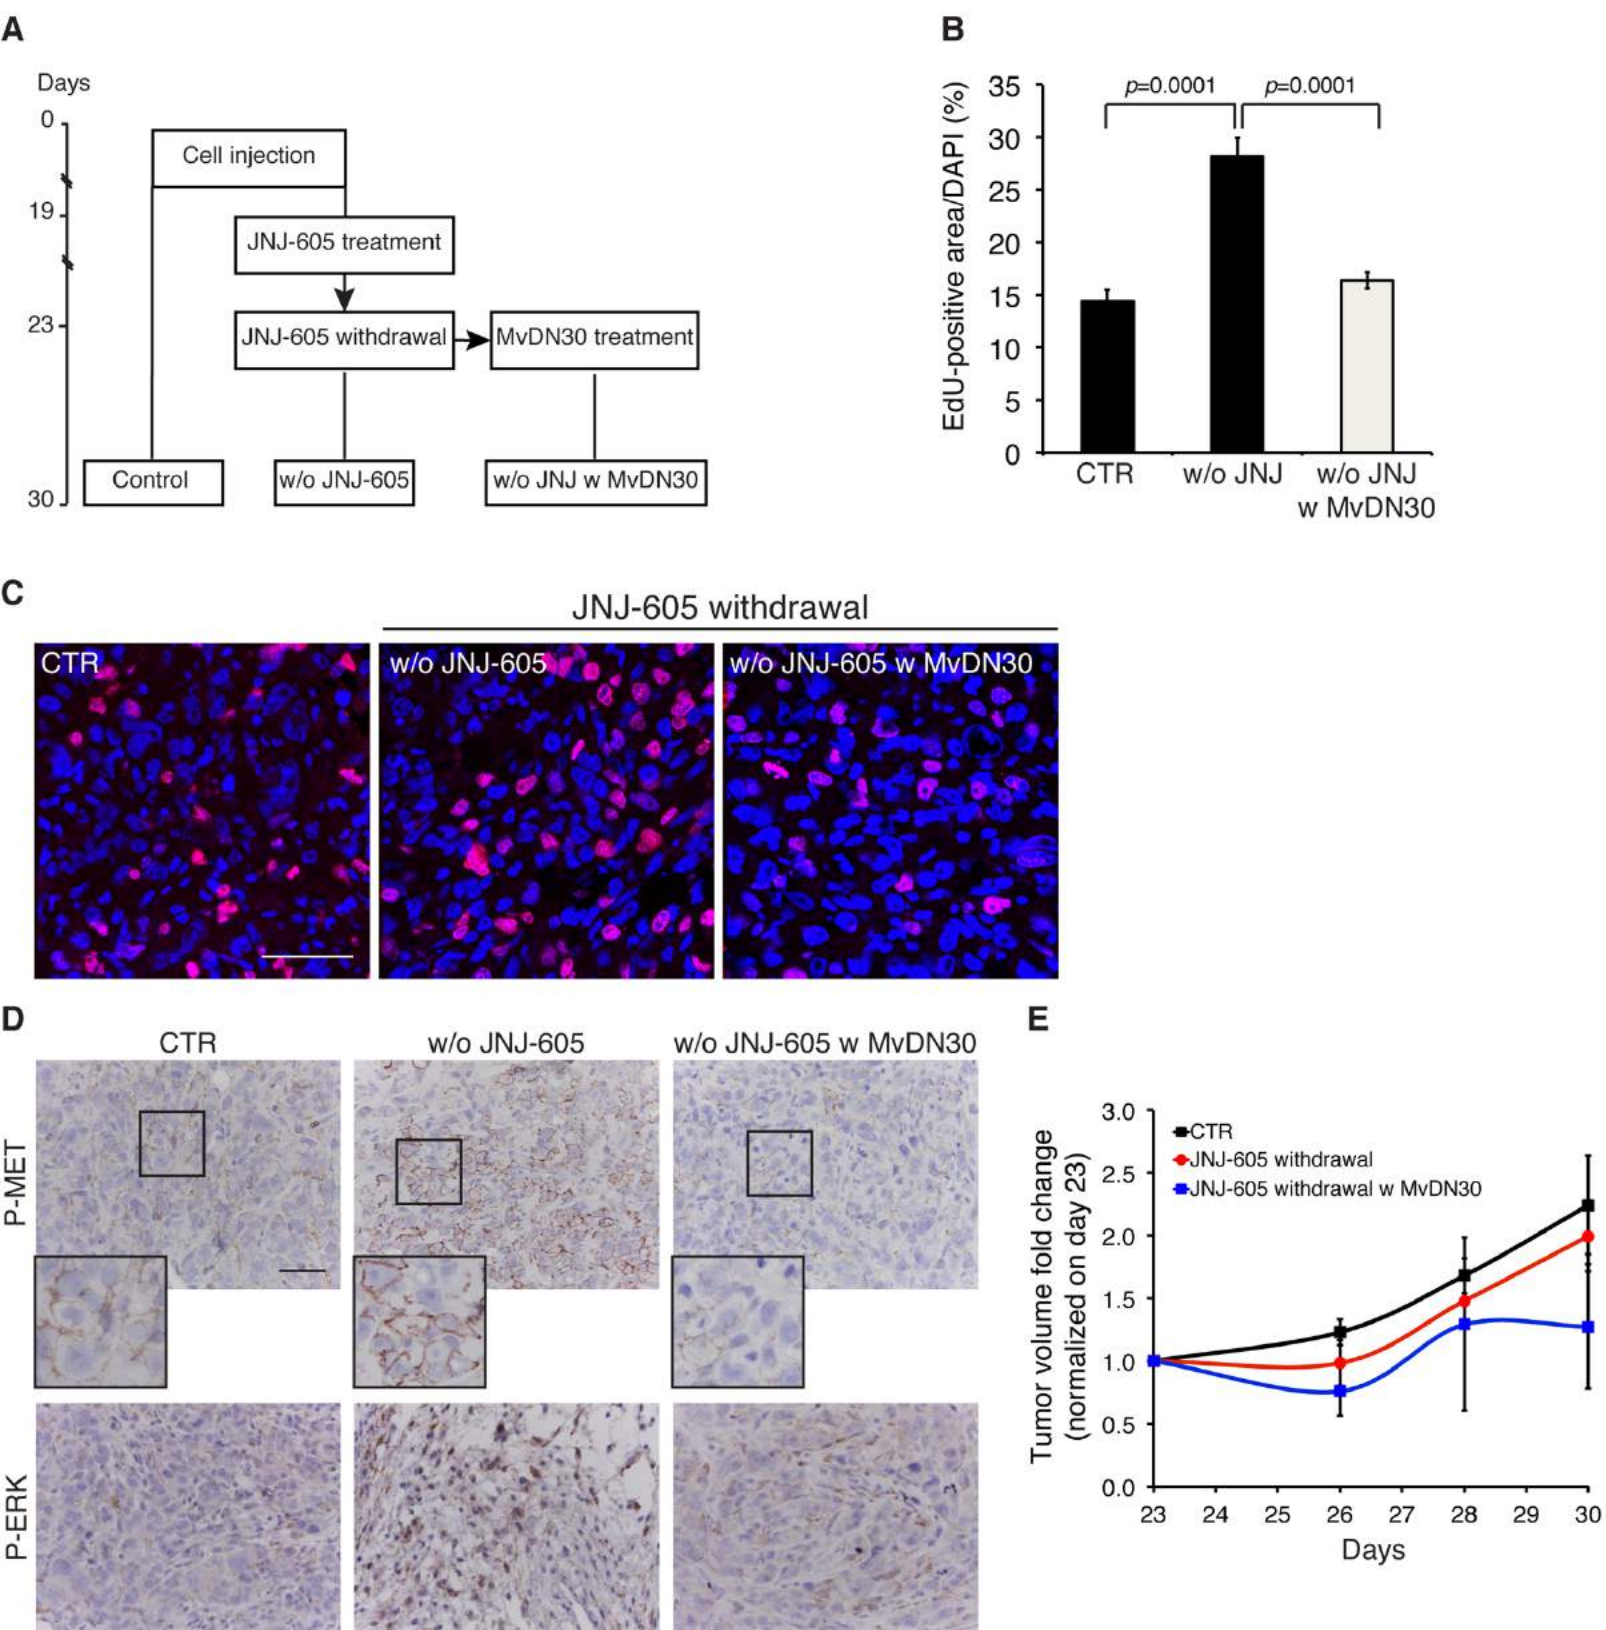 A
Days
0
19
23
30
Cell injection
JNJ-605 treatment
JNJ-605 withdrawal
MvDN30 treatment
Control
w/o JNJ-605
w/o JNJ w MvDN30
B
EdU-positive area/DAPI (%)
35
30
25
20
15
10
5
0
p=0.0001
p=0.0001
CTR
w/o JNJ
w/o JNJ
w MvDN30
C
JNJ-605 withdrawal
CTR
w/o JNJ-605
w/o JNJ-605 w MvDN30
D
CTR
w/o JNJ-605
w/o JNJ-605 w MvDN30
P-MET
P-ERK
E
Tumor volume fold change
(normalized on day 23)
3.0
2.5
2.0
1.5
1.0
0.5
0.0
CTR
JNJ-605 withdrawal
JNJ-605 withdrawal w MvDN30
23
24
25
26
27
28
29
30
Days